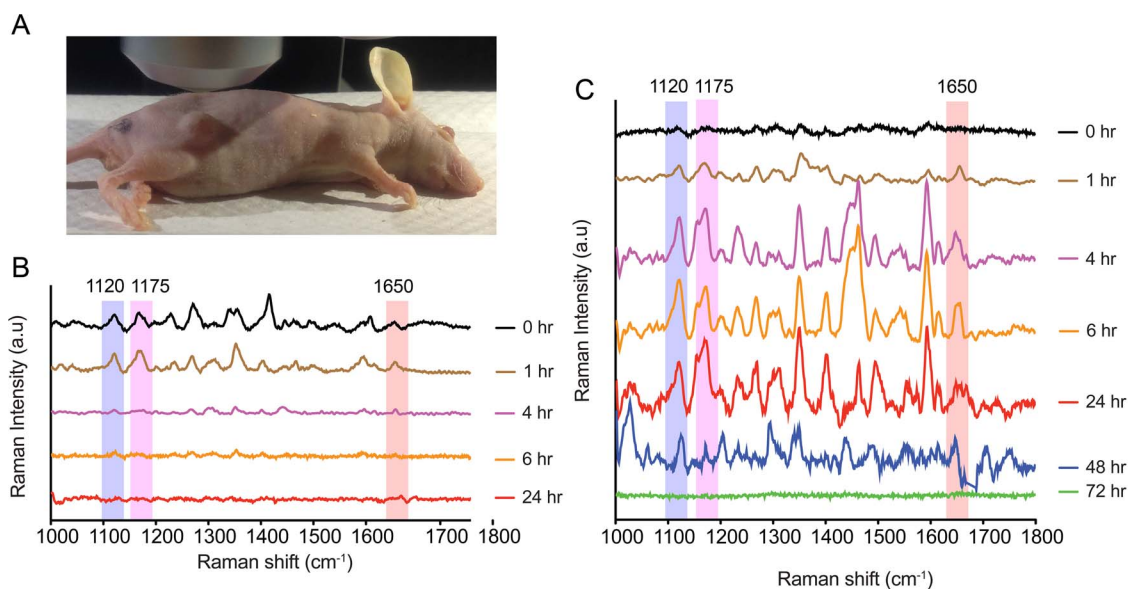 A
B
1120 1175 1650
Raman Intensity (a.u)
0 hr
1 hr
4 hr
6 hr
24 hr
1000 1100 1200 1300 1400 1500 1600 1700 1800
Raman shift (cm-1)
C
1120 1175 1650
Raman Intensity (a.u)
0 hr
1 hr
4 hr
6 hr
24 hr
48 hr
72 hr
1000 1100 1200 1300 1400 1500 1600 1700 1800
Raman shift (cm-1)